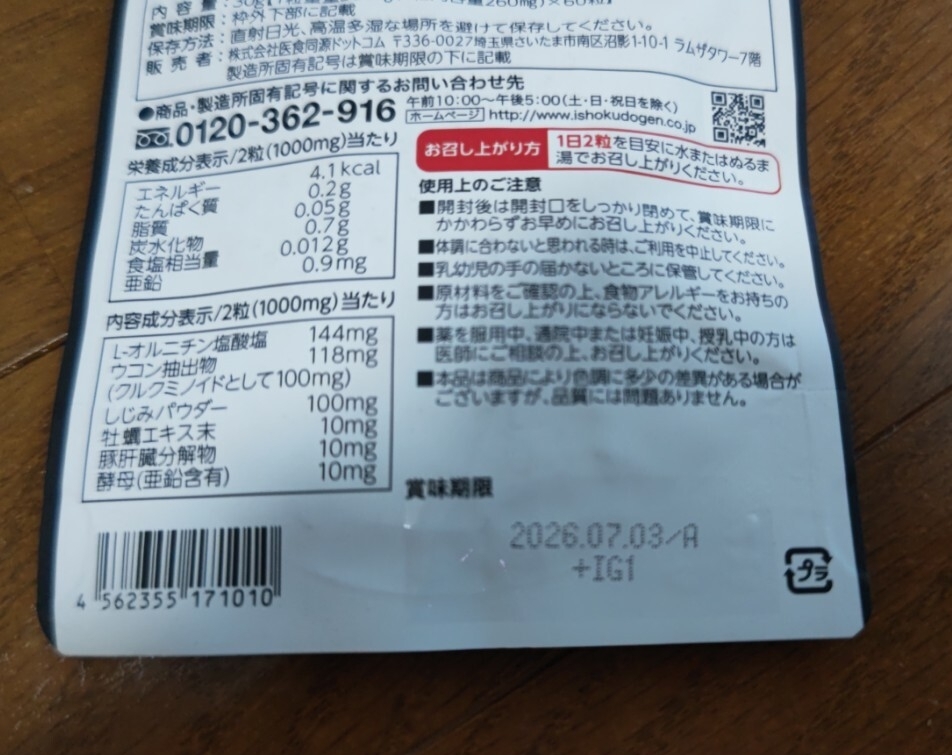 内容量：30g
260mg)×60粒】
賞味期限：枠外下部に記載
保存方法：直射日光、高温多湿な場所を避けて保存してください。
販売者：株式会社医食同源ドットコム 〒336-0027埼玉県さいたま市南区沼影1-10-1 ラムザタワー7階
製造所固有記号は賞味期限の下に記載
●商品・製造所固有記号に関するお問い合わせ先
0120-362-916
午前10:00〜午後5:00(土・日・祝日を除く)
ホームページ http://www.ishokudogen.co.jp
栄養成分表示/2粒(1000mg)当たり
エネルギー 4.1kcal
たんぱく質 0.2g
脂質 0.05g
炭水化物 0.7g
食塩相当量 0.012g
亜鉛 0.9mg
内容成分表示/2粒(1000mg)当たり
L-オルニチン塩酸塩 144mg
ウコン抽出物 118mg
(クルクミノイドとして100mg)
しじみパウダー 100mg
牡蠣エキス末 10mg
豚肝臓分解物 10mg
酵母(亜鉛含有) 10mg
お召し上がり方
1日2粒を目安に水またはぬるま
湯でお召し上がりください。
使用上のご注意
■開封後は開封口をしっかり閉めて、賞味期限に
かかわらずお早めにお召し上がりください。
■体調に合わないと思われる時は、ご利用を中止してください。
■乳幼児の手の届かないところに保管してください。
■原材料をご確認の上、食物アレルギーをお持ちの
方はお召し上がりにならないでください。
■薬を服用中、通院中または妊娠中、授乳中の方は
医師にご相談の上、お召し上がりください。
■本品は商品により色調に多少の差異がある場合が
ございますが、品質には問題ありません。
賞味期限
2026.07.03/A
+IG1
4 562355 171010
プラ